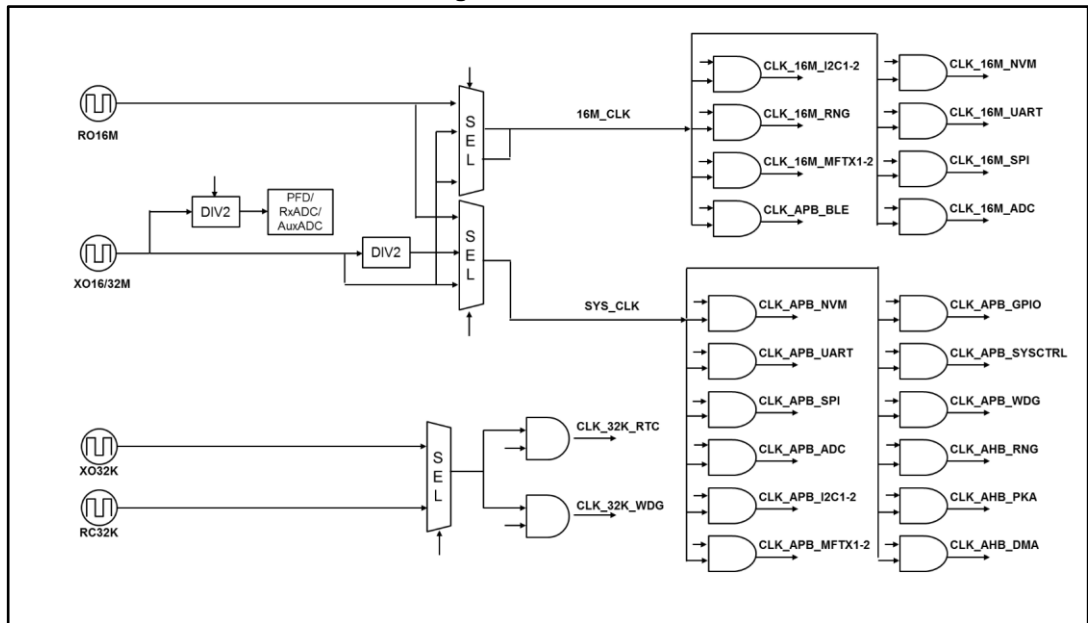 g
RO16M
XO16/32M
DIV2
PFD/
RxADC/
AuxADC
DIV2
S
E
L
S
E
L
16M_CLK
SYS_CLK
CLK_16M_I2C1-2
CLK_16M_RNG
CLK_16M_MFTX1-2
CLK_APB_BLE
CLK_16M_NVM
CLK_16M_UART
CLK_16M_SPI
CLK_16M_ADC
CLK_APB_NVM
CLK_APB_UART
CLK_APB_SPI
CLK_APB_ADC
CLK_APB_I2C1-2
CLK_APB_MFTX1-2
CLK_APB_GPIO
CLK_APB_SYSCTRL
CLK_APB_WDG
CLK_AHB_RNG
CLK_AHB_PKA
CLK_AHB_DMA
XO32K
RC32K
S
E
L
CLK_32K_RTC
CLK_32K_WDG